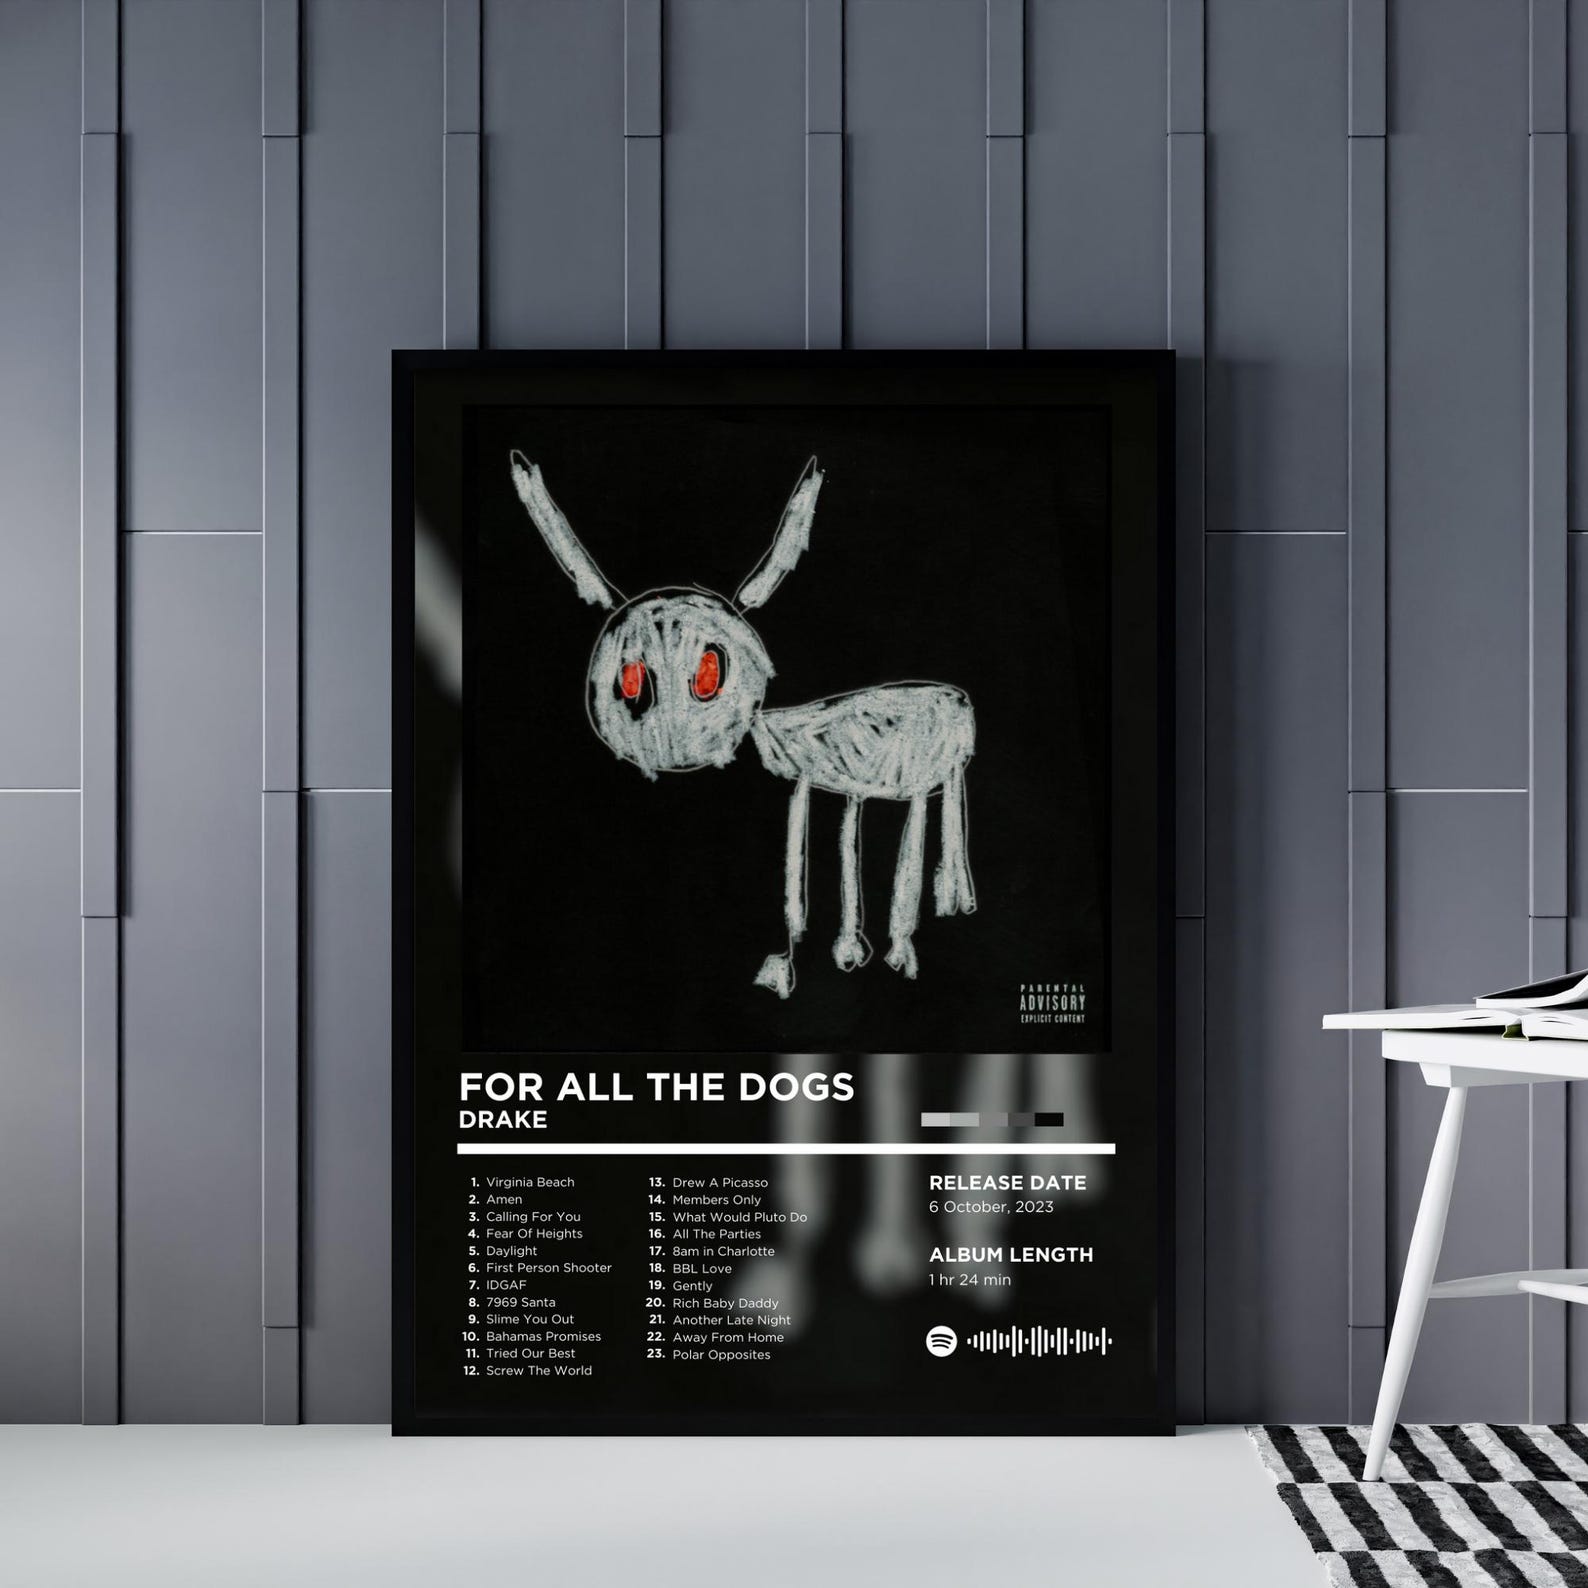 PARENTAL
ADVISORY
EXPLICIT CONTENT
FOR ALL THE DOGS
DRAKE
1. Virginia Beach
2. Amen
3. Calling For You
4. Fear Of Heights
5. Daylight
6. First Person Shooter
7. IDGAF
8. 7969 Santa
9. Slime You Out
10. Bahamas Promises
11. Tried Our Best
12. Screw The World
13. Drew A Picasso
14. Members Only
15. What Would Pluto Do
16. All The Parties
17. 8am in Charlotte
18. BBL Love
19. Gently
20. Rich Baby Daddy
21. Another Late Night
22. Away From Home
23. Polar Opposites
RELEASE DATE
6 October, 2023
ALBUM LENGTH
1 hr 24 min